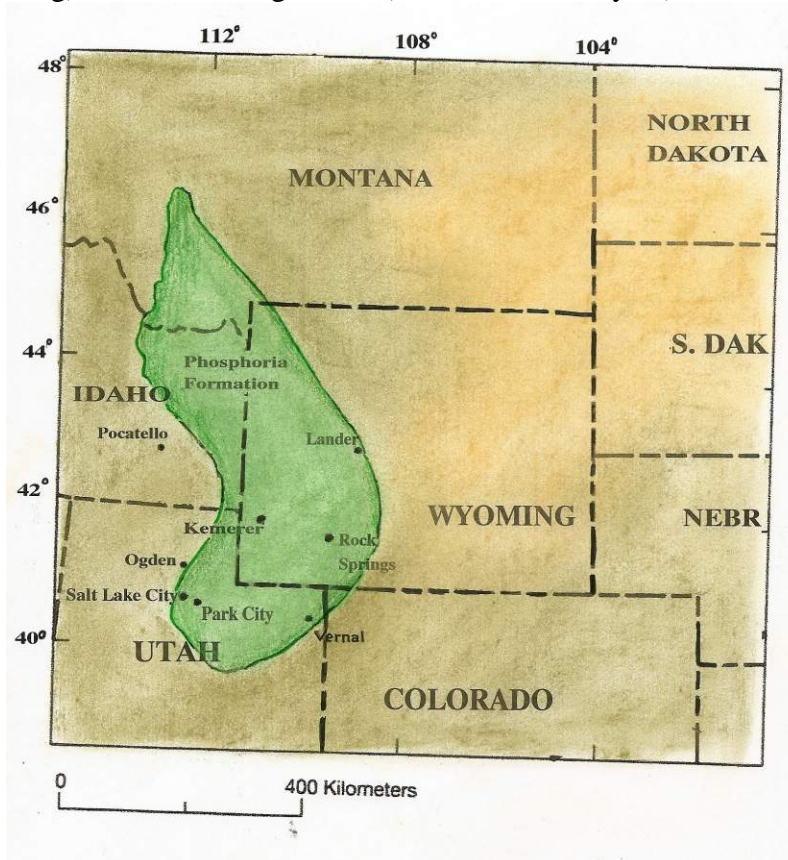 112° 108° 104°
48°
NORTH
DAKOTA
MONTANA
46°
S. DAK
44°
Phosphoria
Formation
IDAHO
Pocatello
Lander
42°
WYOMING
NEBR
Kemerer
Rock
Springs
Ogden
Salt Lake City
Park City
40°
Vernal
UTAH
COLORADO
0 400 Kilometers